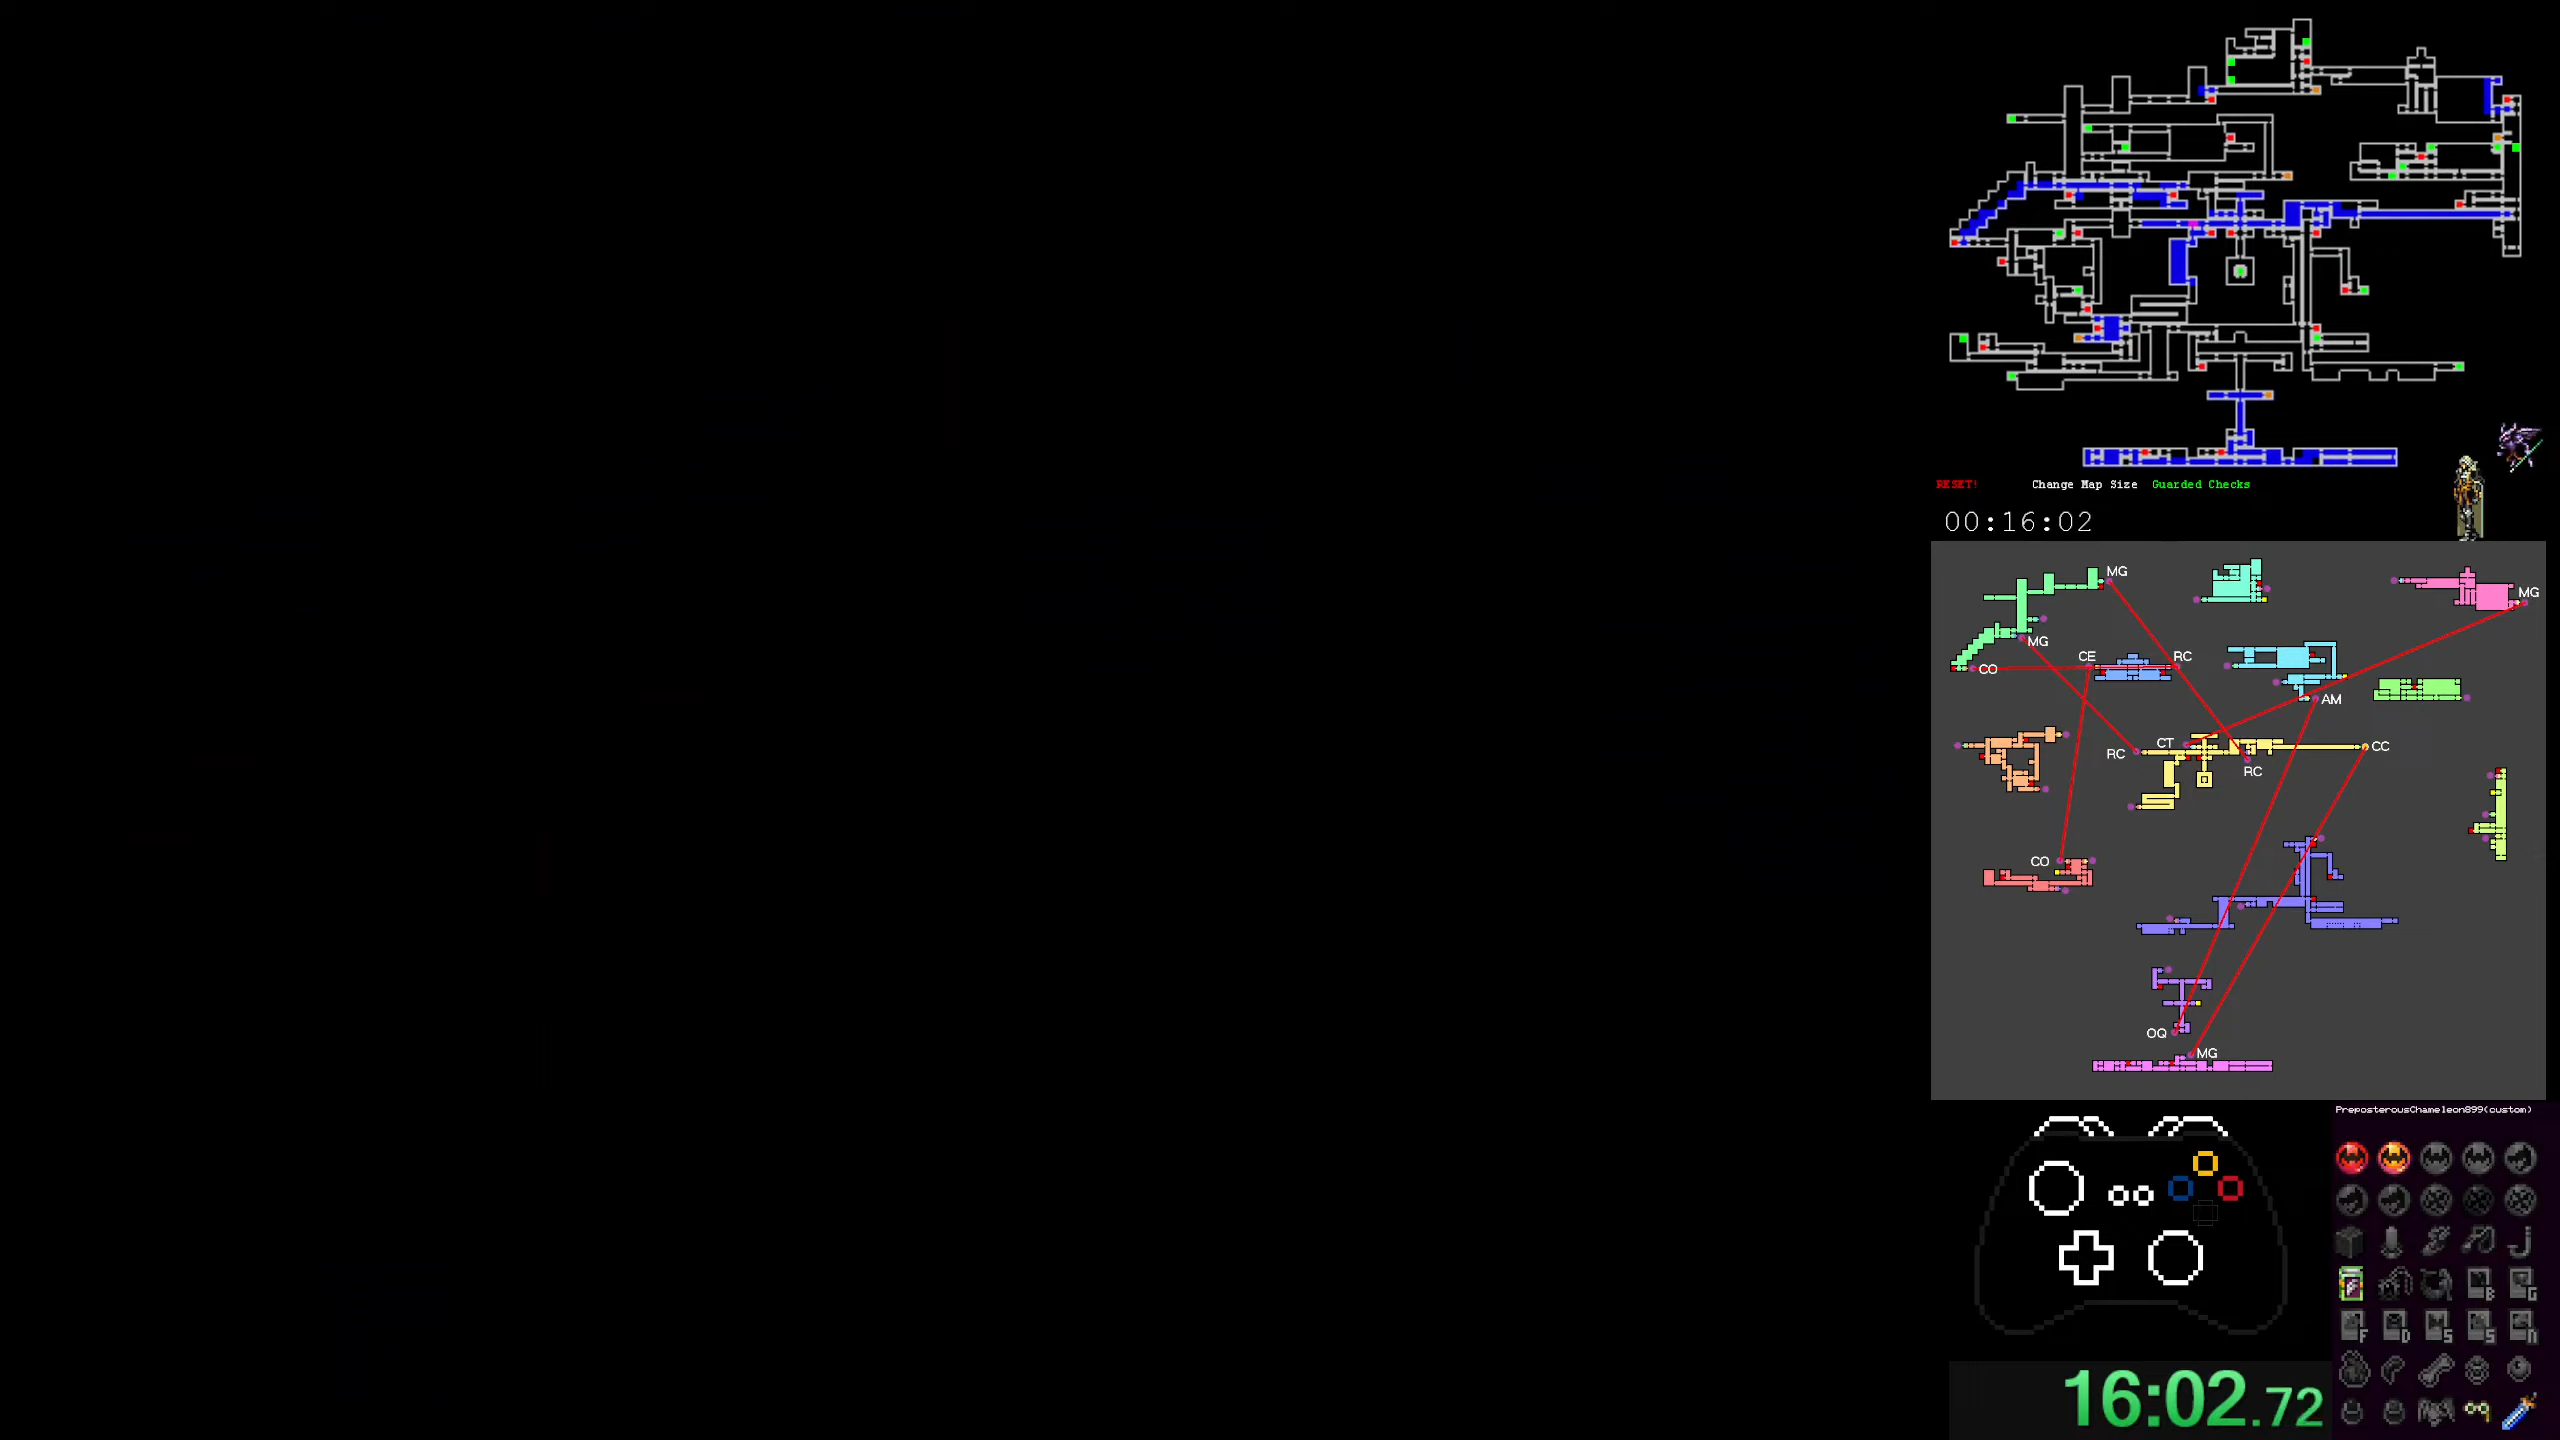 RESET! Change Map Size Guarded Checks
00:16:02
MG
MG
MG
CE
RC
CO
AM
CT
RC
CC
RC
CO
OQ
MG
PreposterousChameleon899(custom)
B
G
F
D
S
S
16:02.72